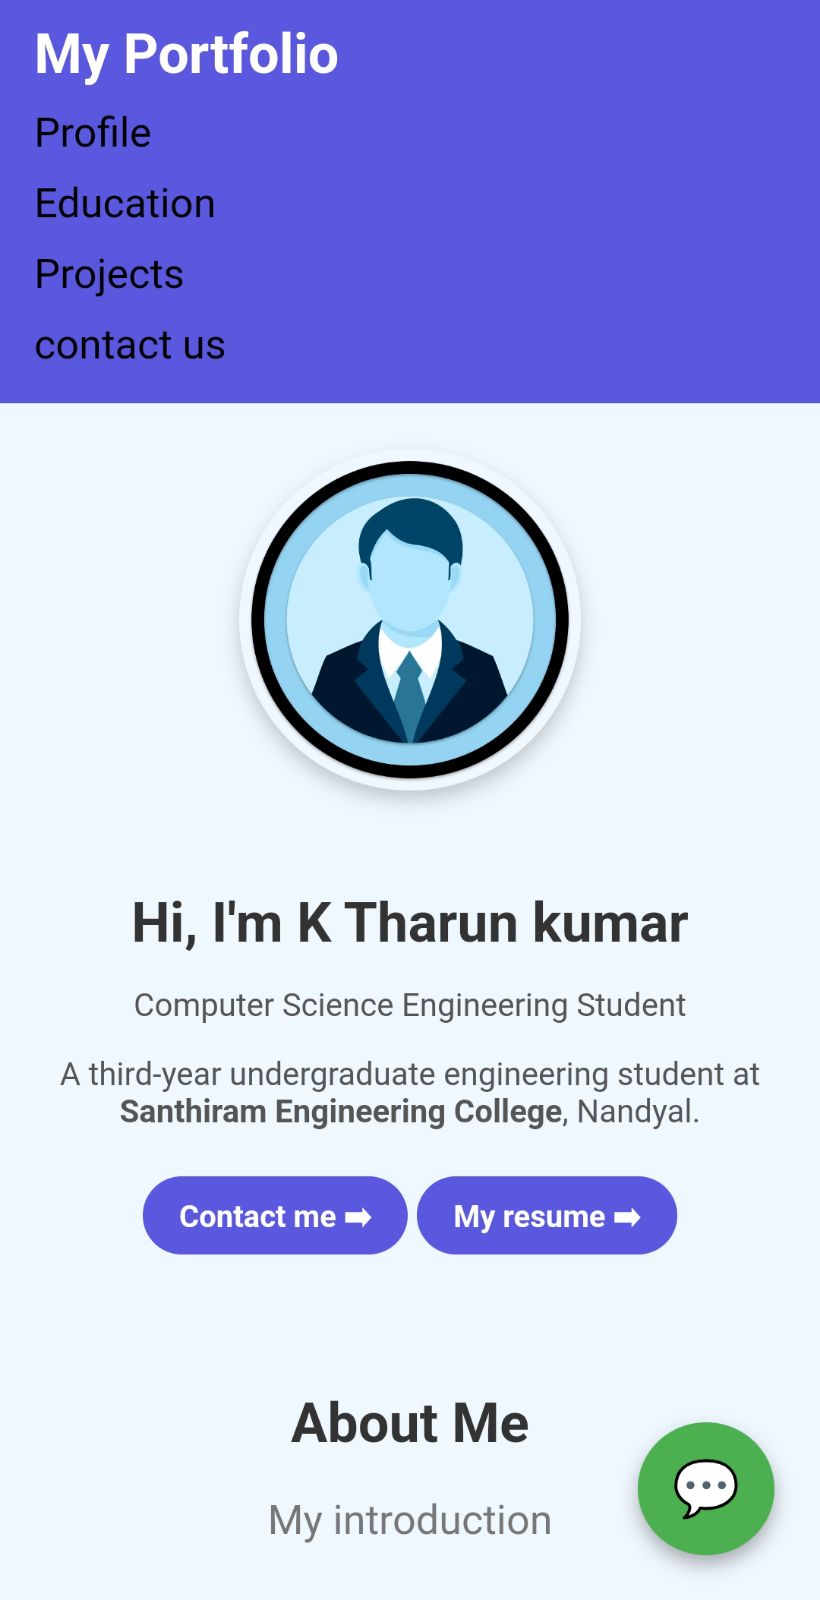 My Portfolio
Profile
Education
Projects
contact us
Hi, I'm K Tharun kumar
Computer Science Engineering Student
A third-year undergraduate engineering student at
Santhiram Engineering College, Nandyal.
Contact me ➡ My resume ➡
About Me
My introduction